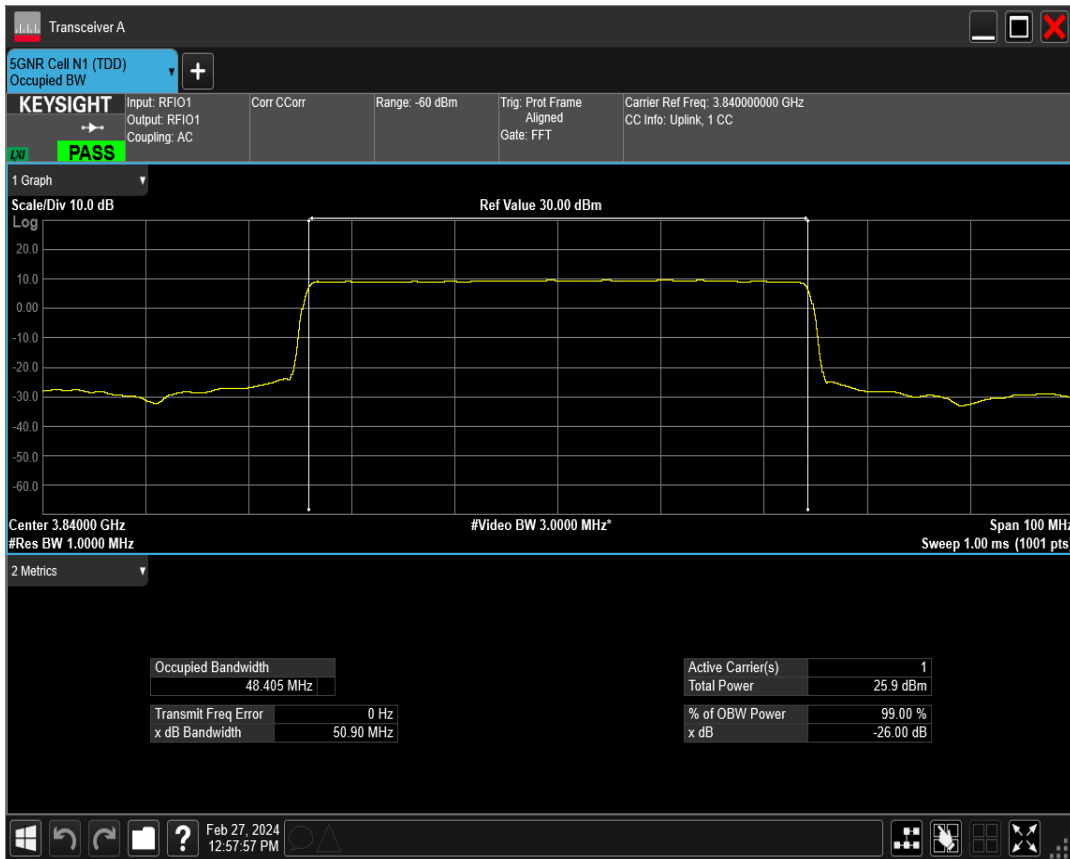 Transceiver A
5GNR Cell N1 (TDD)
Occupied BW
+
KEYSIGHT
LXI
PASS
Input: RFIO1
Output: RFIO1
Coupling: AC
Corr CCorr
Range: -60 dBm
Trig: Prot Frame
Aligned
Gate: FFT
Carrier Ref Freq: 3.840000000 GHz
CC Info: Uplink, 1 CC
1 Graph
Scale/Div 10.0 dB
Ref Value 30.00 dBm
Log
20.0
10.0
0.00
-10.0
-20.0
-30.0
-40.0
-50.0
-60.0
Center 3.84000 GHz
#Video BW 3.0000 MHz*
Span 100 MHz
#Res BW 1.0000 MHz
Sweep 1.00 ms (1001 pts)
2 Metrics
Occupied Bandwidth
48.405 MHz
Transmit Freq Error 0 Hz
x dB Bandwidth 50.90 MHz
Active Carrier(s) 1
Total Power 25.9 dBm
% of OBW Power 99.00 %
x dB -26.00 dB
?
Feb 27, 2024
12:57:57 PM